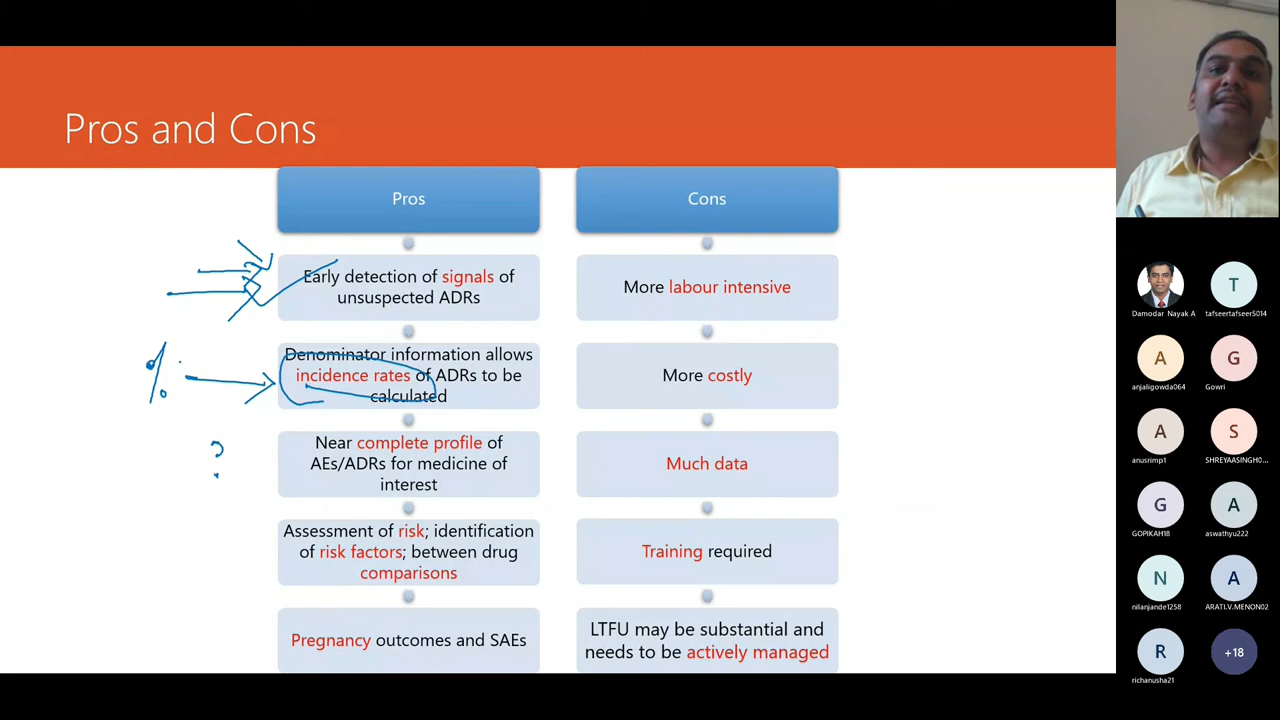 Pros and Cons
Pros
Early detection of signals of
unsuspected ADRs
Denominator information allows
incidence rates of ADRs to be
calculated
Near complete profile of
AEs/ADRs for medicine of
interest
Assessment of risk; identification
of risk factors; between drug
comparisons
Pregnancy outcomes and SAEs
Cons
More labour intensive
More costly
Much data
Training required
LTFU may be substantial and
needs to be actively managed
%
?
Damodar Nayak A
T
tafseertafseer5014
A
anjaligowda064
G
Gowri
A
anusrimp1
S
SHREYAASINGH0...
G
GOPIKAH18
A
aswathyu222
N
nilanjande1258
A
ARATI.V.MENON02
R
richanusha21
+18